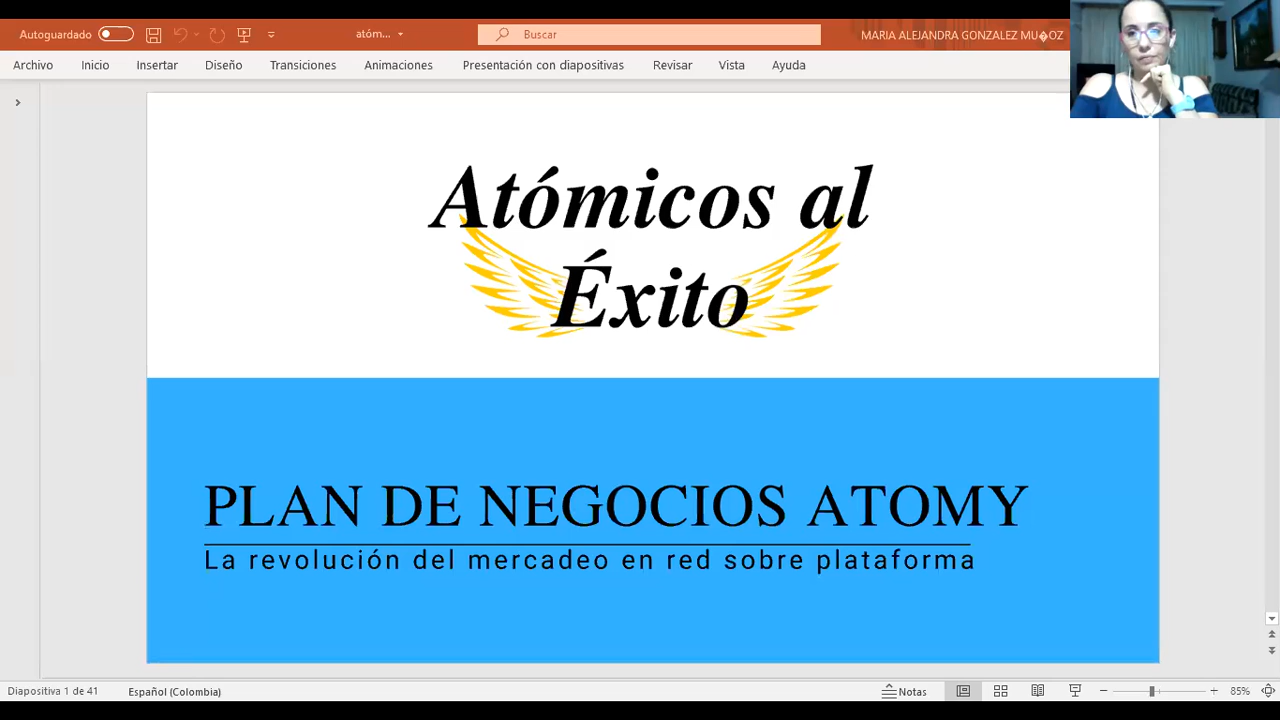 Autoguardado
atóm...
Buscar
MARIA ALEJANDRA GONZALEZ MU�OZ
Archivo Inicio Insertar Diseño Transiciones Animaciones Presentación con diapositivas Revisar Vista Ayuda
Atómicos al
Éxito
PLAN DE NEGOCIOS ATOMY
La revolución del mercadeo en red sobre plataforma
Diapositiva 1 de 41 Español (Colombia) Notas 85%